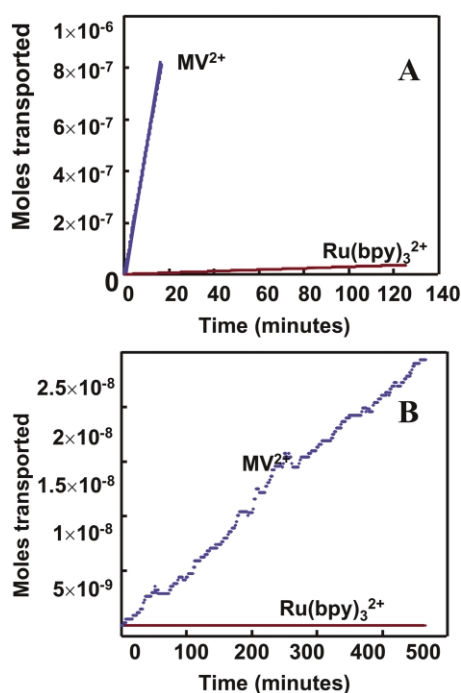 1×10⁻⁶
8×10⁻⁷
6×10⁻⁷
4×10⁻⁷
2×10⁻⁷
0
MV²⁺
A
Ru(bpy)₃²⁺
0 20 40 60 80 100 120 140
Time (minutes)
Moles transported
2.5×10⁻⁸
2×10⁻⁸
1.5×10⁻⁸
1×10⁻⁸
5×10⁻⁹
B
MV²⁺
Ru(bpy)₃²⁺
0 100 200 300 400 500
Time (minutes)
Moles transported